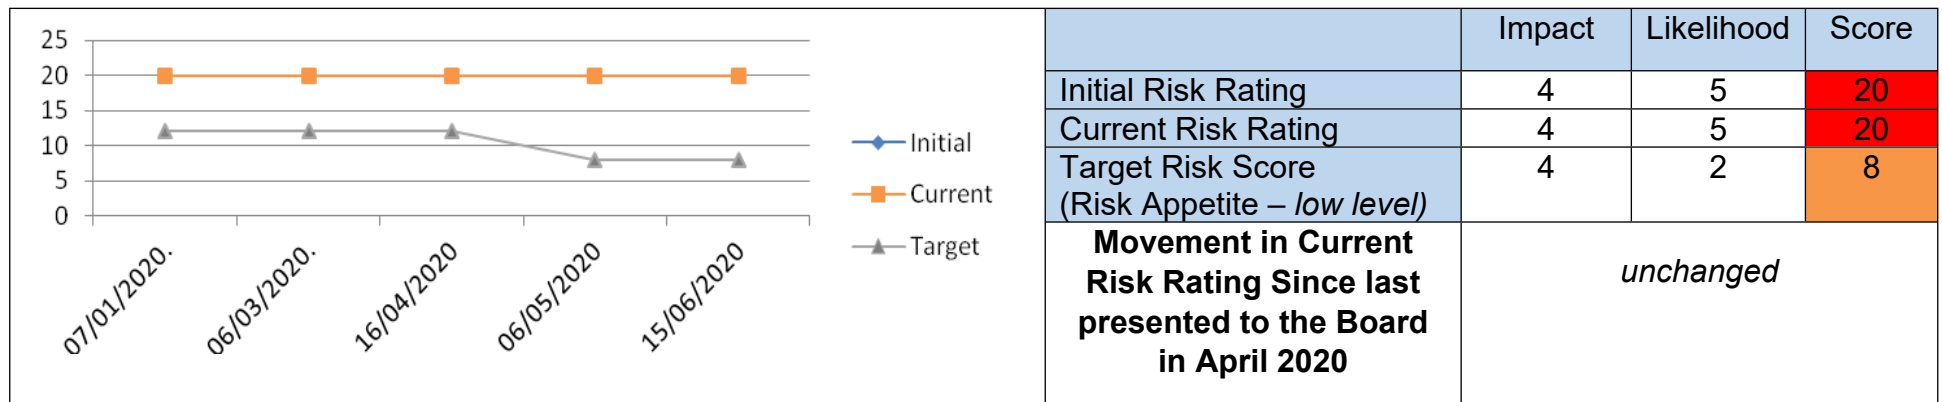 25
20
15
10
5
0
07/01/2020.
06/03/2020.
16/04/2020
06/05/2020
15/06/2020
Initial
Current
Target
Impact Likelihood Score
Initial Risk Rating 4 5 20
Current Risk Rating 4 5 20
Target Risk Score 4 2 8
(Risk Appetite – low level)
Movement in Current
Risk Rating Since last
presented to the Board
in April 2020
unchanged